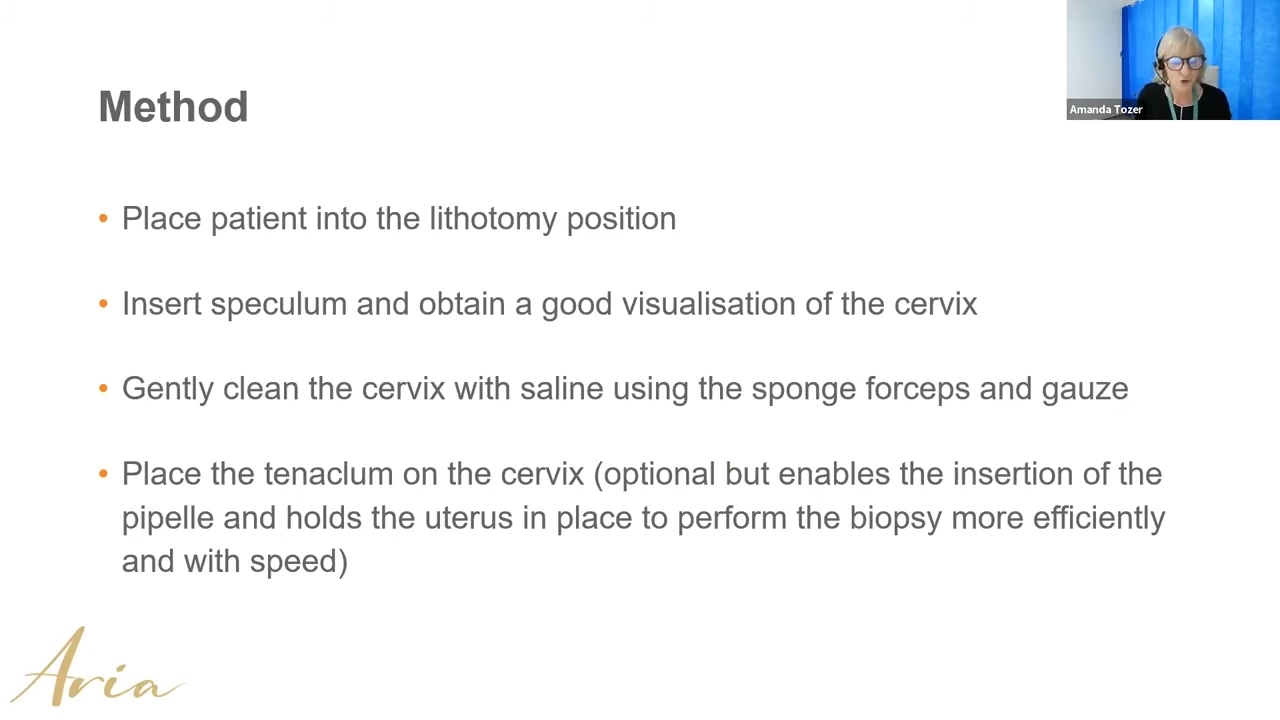 Amanda Tozer
Method
• Place patient into the lithotomy position
• Insert speculum and obtain a good visualisation of the cervix
• Gently clean the cervix with saline using the sponge forceps and gauze
• Place the tenaclum on the cervix (optional but enables the insertion of the
pipelle and holds the uterus in place to perform the biopsy more efficiently
and with speed)
Aria